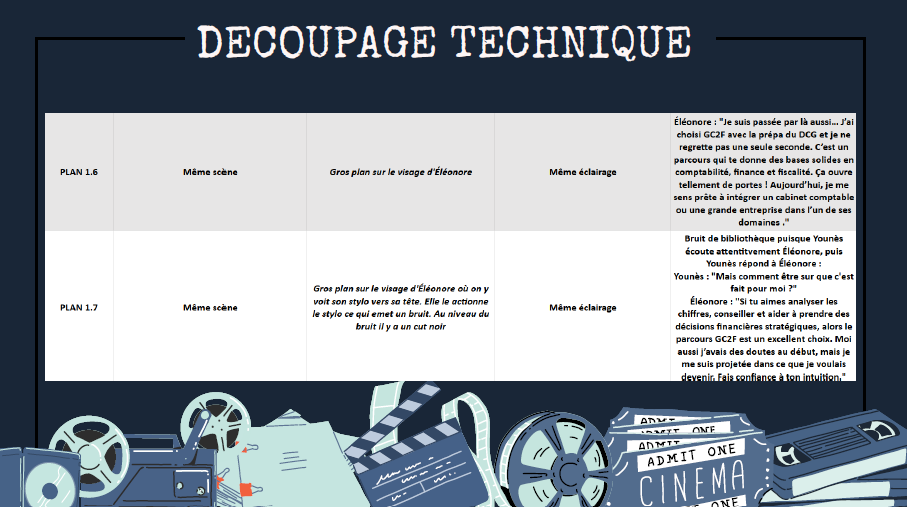 DECOUPAGE TECHNIQUE
PLAN 1.6
Même scène
Gros plan sur le visage d'Éléonore
Même éclairage
Éléonore : "Je suis passée par là aussi… J'ai
choisi GC2F avec la prépa du DCG et je ne
regrette pas une seule seconde. C'est un
parcours qui te donne des bases solides en
comptabilité, finance et fiscalité. Ça ouvre
tellement de portes ! Aujourd'hui, je me
sens prête à intégrer un cabinet comptable
ou une grande entreprise dans l'un de ses
domaines ."
PLAN 1.7
Même scène
Gros plan sur le visage d'Éléonore où on y
voit son stylo vers sa tête. Elle le actionne
le stylo ce qui emet un bruit. Au niveau du
bruit il y a un cut noir
Même éclairage
Bruit de bibliothèque puisque Younès
écoute attentitvement Éléonore, puis
Younès répond à Éléonore :
Younès : "Mais comment être sur que c'est
fait pour moi ?"
Éléonore : "Si tu aimes analyser les
chiffres, conseiller et aider à prendre des
décisions financières stratégiques, alors le
parcours GC2F est un excellent choix. Moi
aussi j'avais des doutes au début, mais je
me suis projetée dans ce que je voulais
devenir. Fais confiance à ton intuition."
ADMIT ONE
ADMIT ONE
ADMIT ONE
CINEMA
ONE